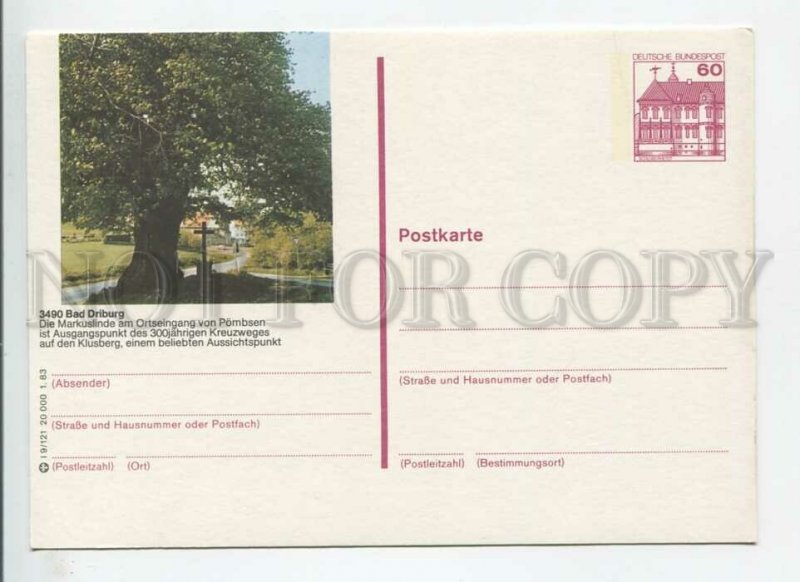 DEUTSCHE BUNDESPOST
60
Postkarte
NOT FOR COPY
3490 Bad Driburg
Die Markuslinde am Ortseingang von Pömbsen
ist Ausgangspunkt des 300jährigen Kreuzweges
auf den Klusberg, einem beliebten Aussichtspunkt
(Absender)
(Straße und Hausnummer oder Postfach)
(Postleitzahl) (Ort)
(Straße und Hausnummer oder Postfach)
(Postleitzahl) (Bestimmungsort)
I 9/121 20 000 1. 83